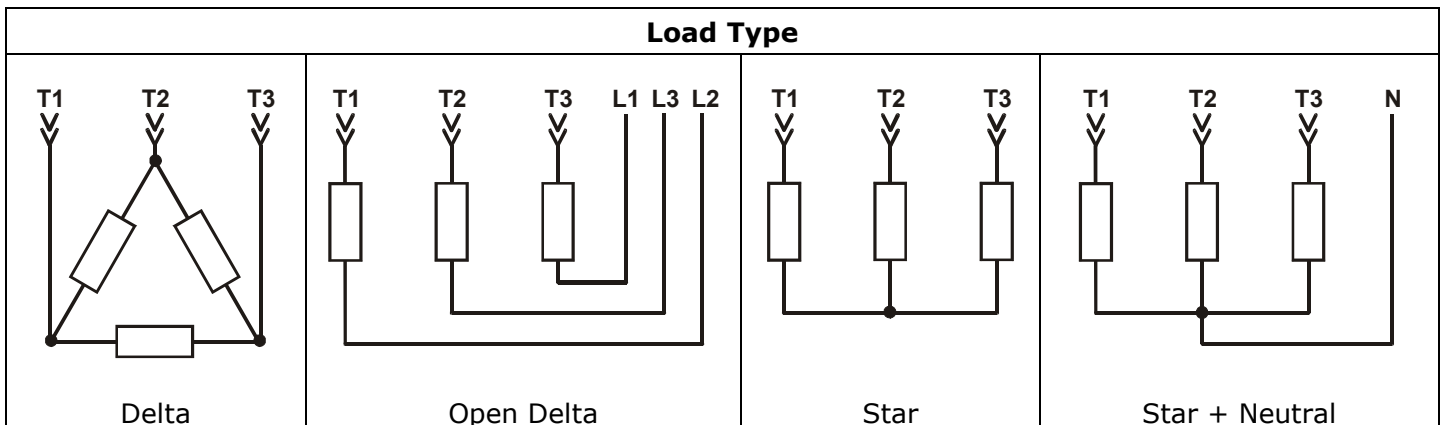 Load Type
T1 T2 T3
T1 T2 T3 L1 L3 L2
T1 T2 T3
T1 T2 T3 N
Delta
Open Delta
Star
Star + Neutral